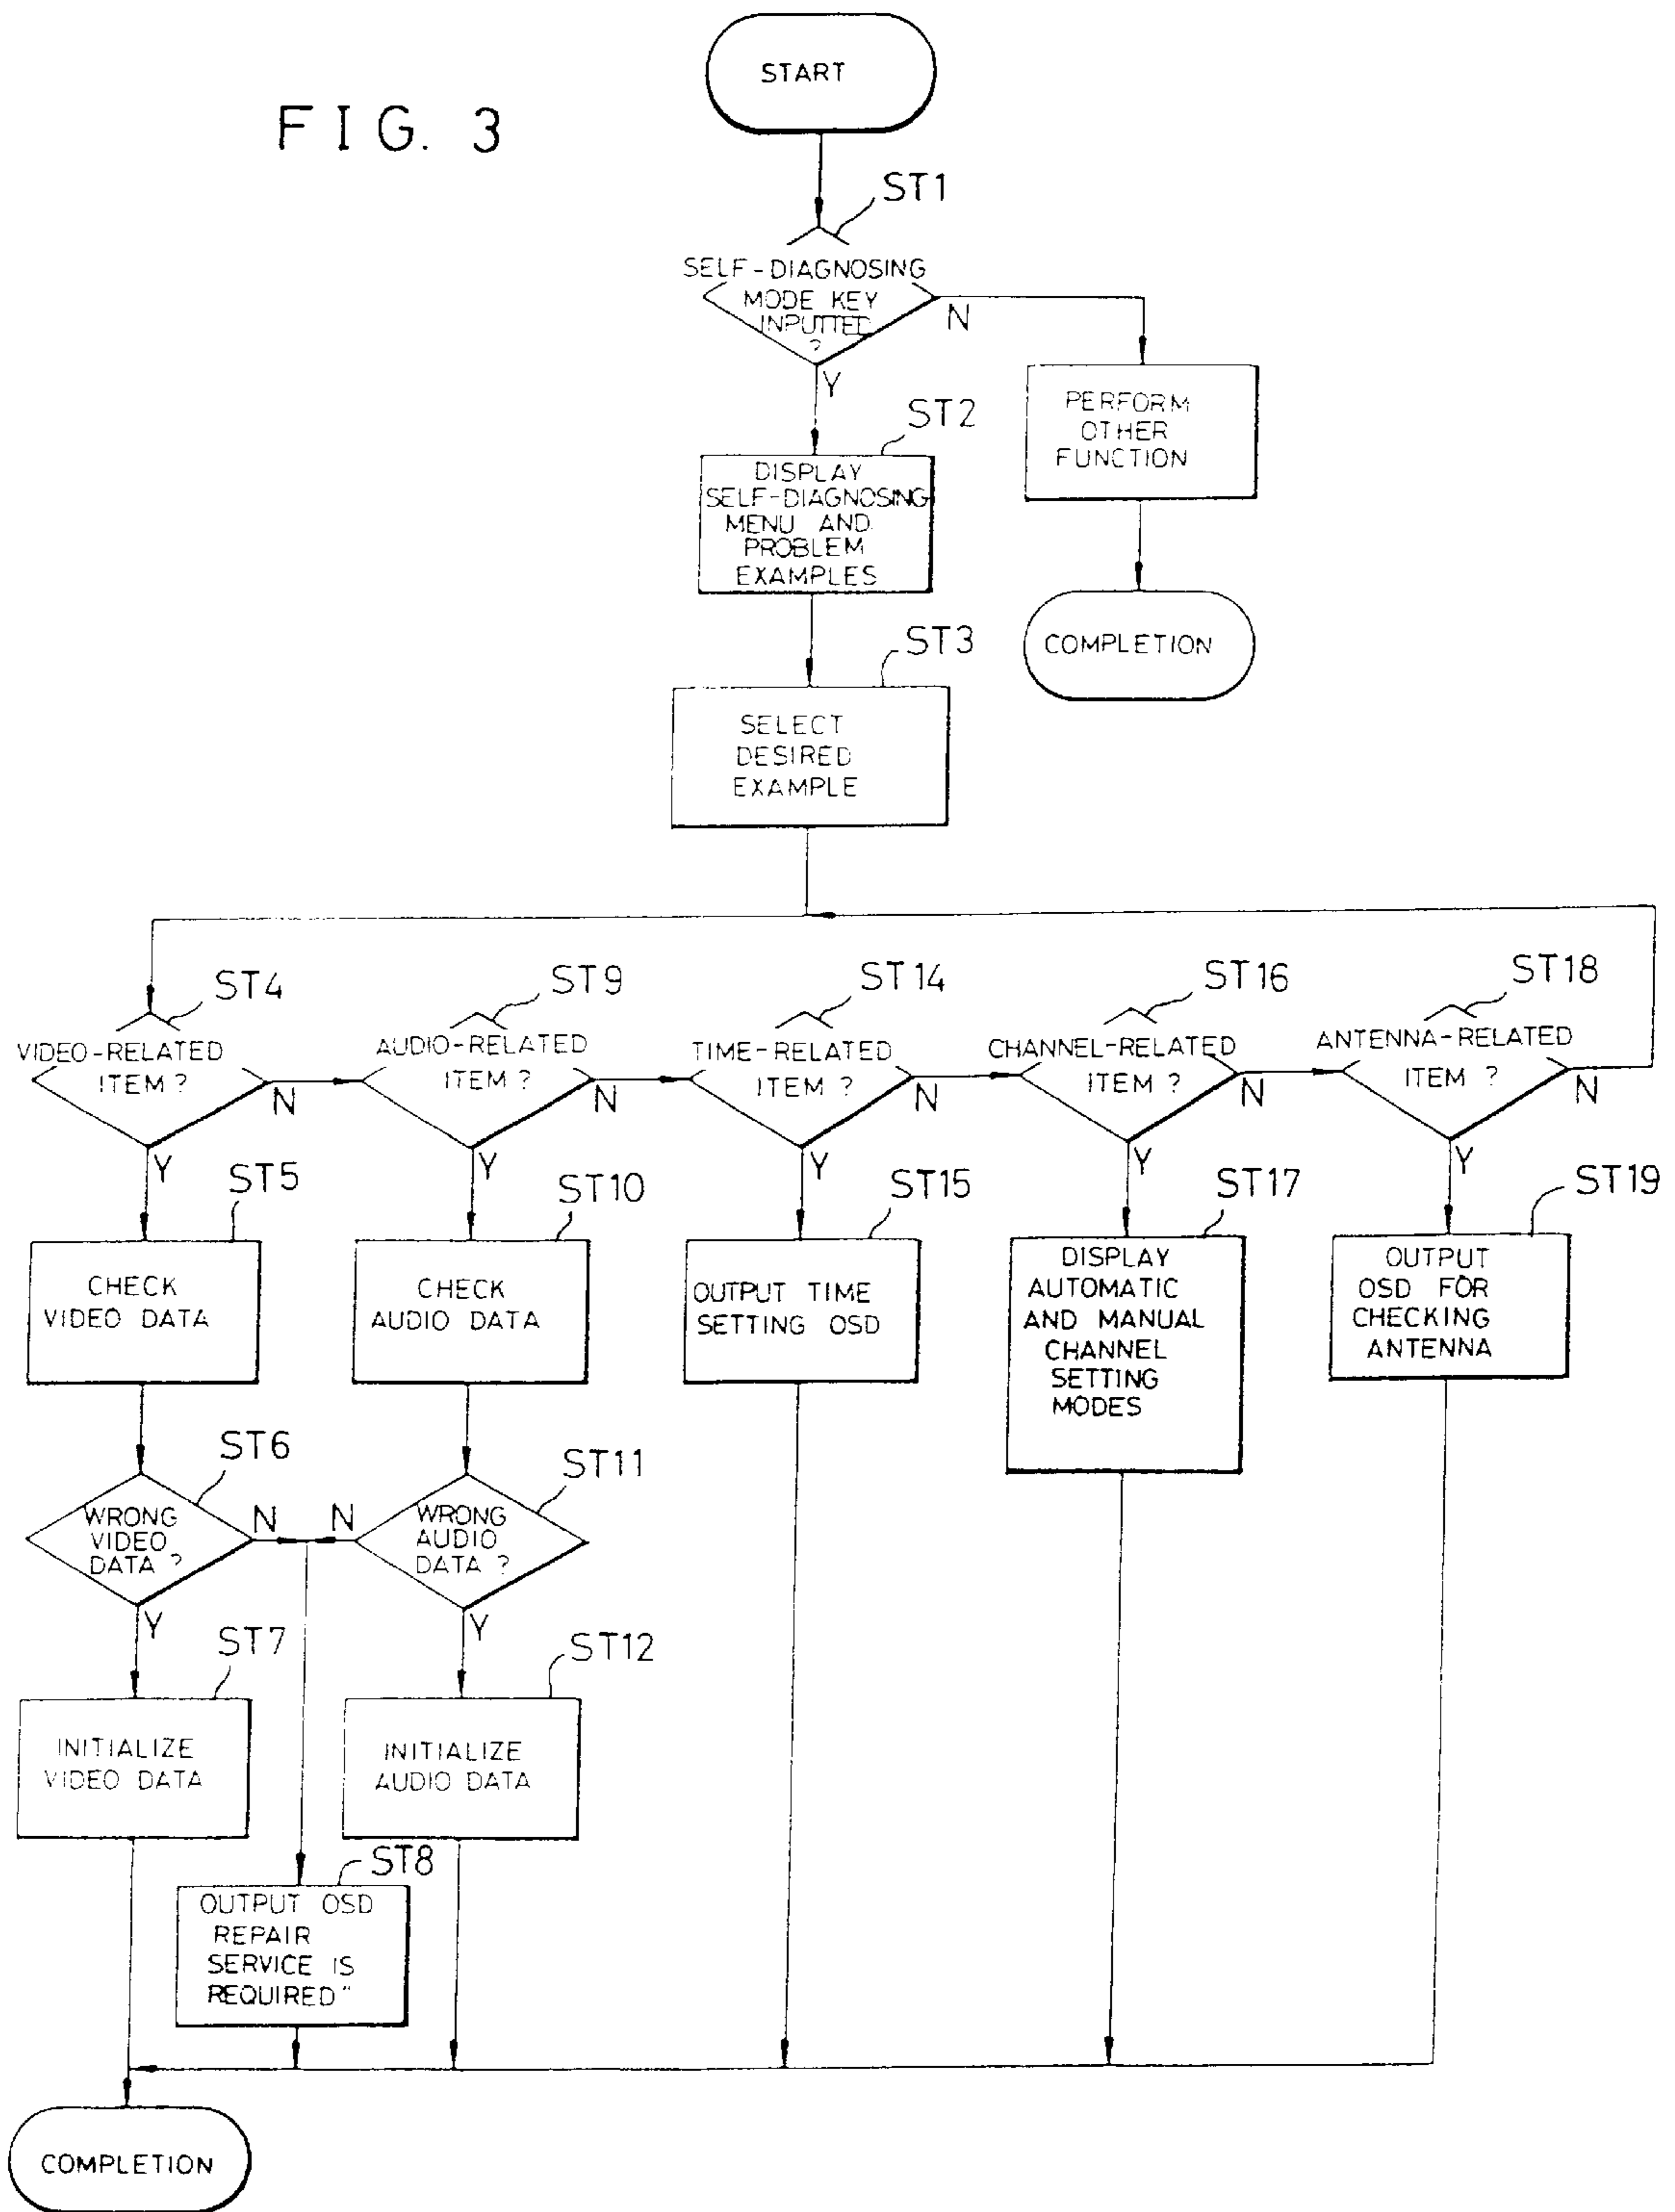 FIG. 3
START
ST1
SELF-DIAGNOSING
MODE KEY
INPUTTED
?
N
Y
PERFORM
OTHER
FUNCTION
COMPLETION
ST2
DISPLAY
SELF-DIAGNOSING
MENU AND
PROBLEM
EXAMPLES
ST3
SELECT
DESIRED
EXAMPLE
ST4
VIDEO-RELATED
ITEM ?
N
Y
ST9
AUDIO-RELATED
ITEM ?
N
Y
ST14
TIME-RELATED
ITEM ?
N
Y
ST16
CHANNEL-RELATED
ITEM ?
N
Y
ST18
ANTENNA-RELATED
ITEM ?
N
Y
ST5
CHECK
VIDEO DATA
ST10
CHECK
AUDIO DATA
ST15
OUTPUT TIME
SETTING OSD
ST17
DISPLAY
AUTOMATIC
AND MANUAL
CHANNEL
SETTING
MODES
ST19
OUTPUT
OSD FOR
CHECKING
ANTENNA
ST6
WRONG
VIDEO
DATA ?
N
Y
ST11
WRONG
AUDIO
DATA ?
N
Y
ST7
INITIALIZE
VIDEO DATA
ST12
INITIALIZE
AUDIO DATA
ST8
OUTPUT OSD
REPAIR
SERVICE IS
REQUIRED"
COMPLETION